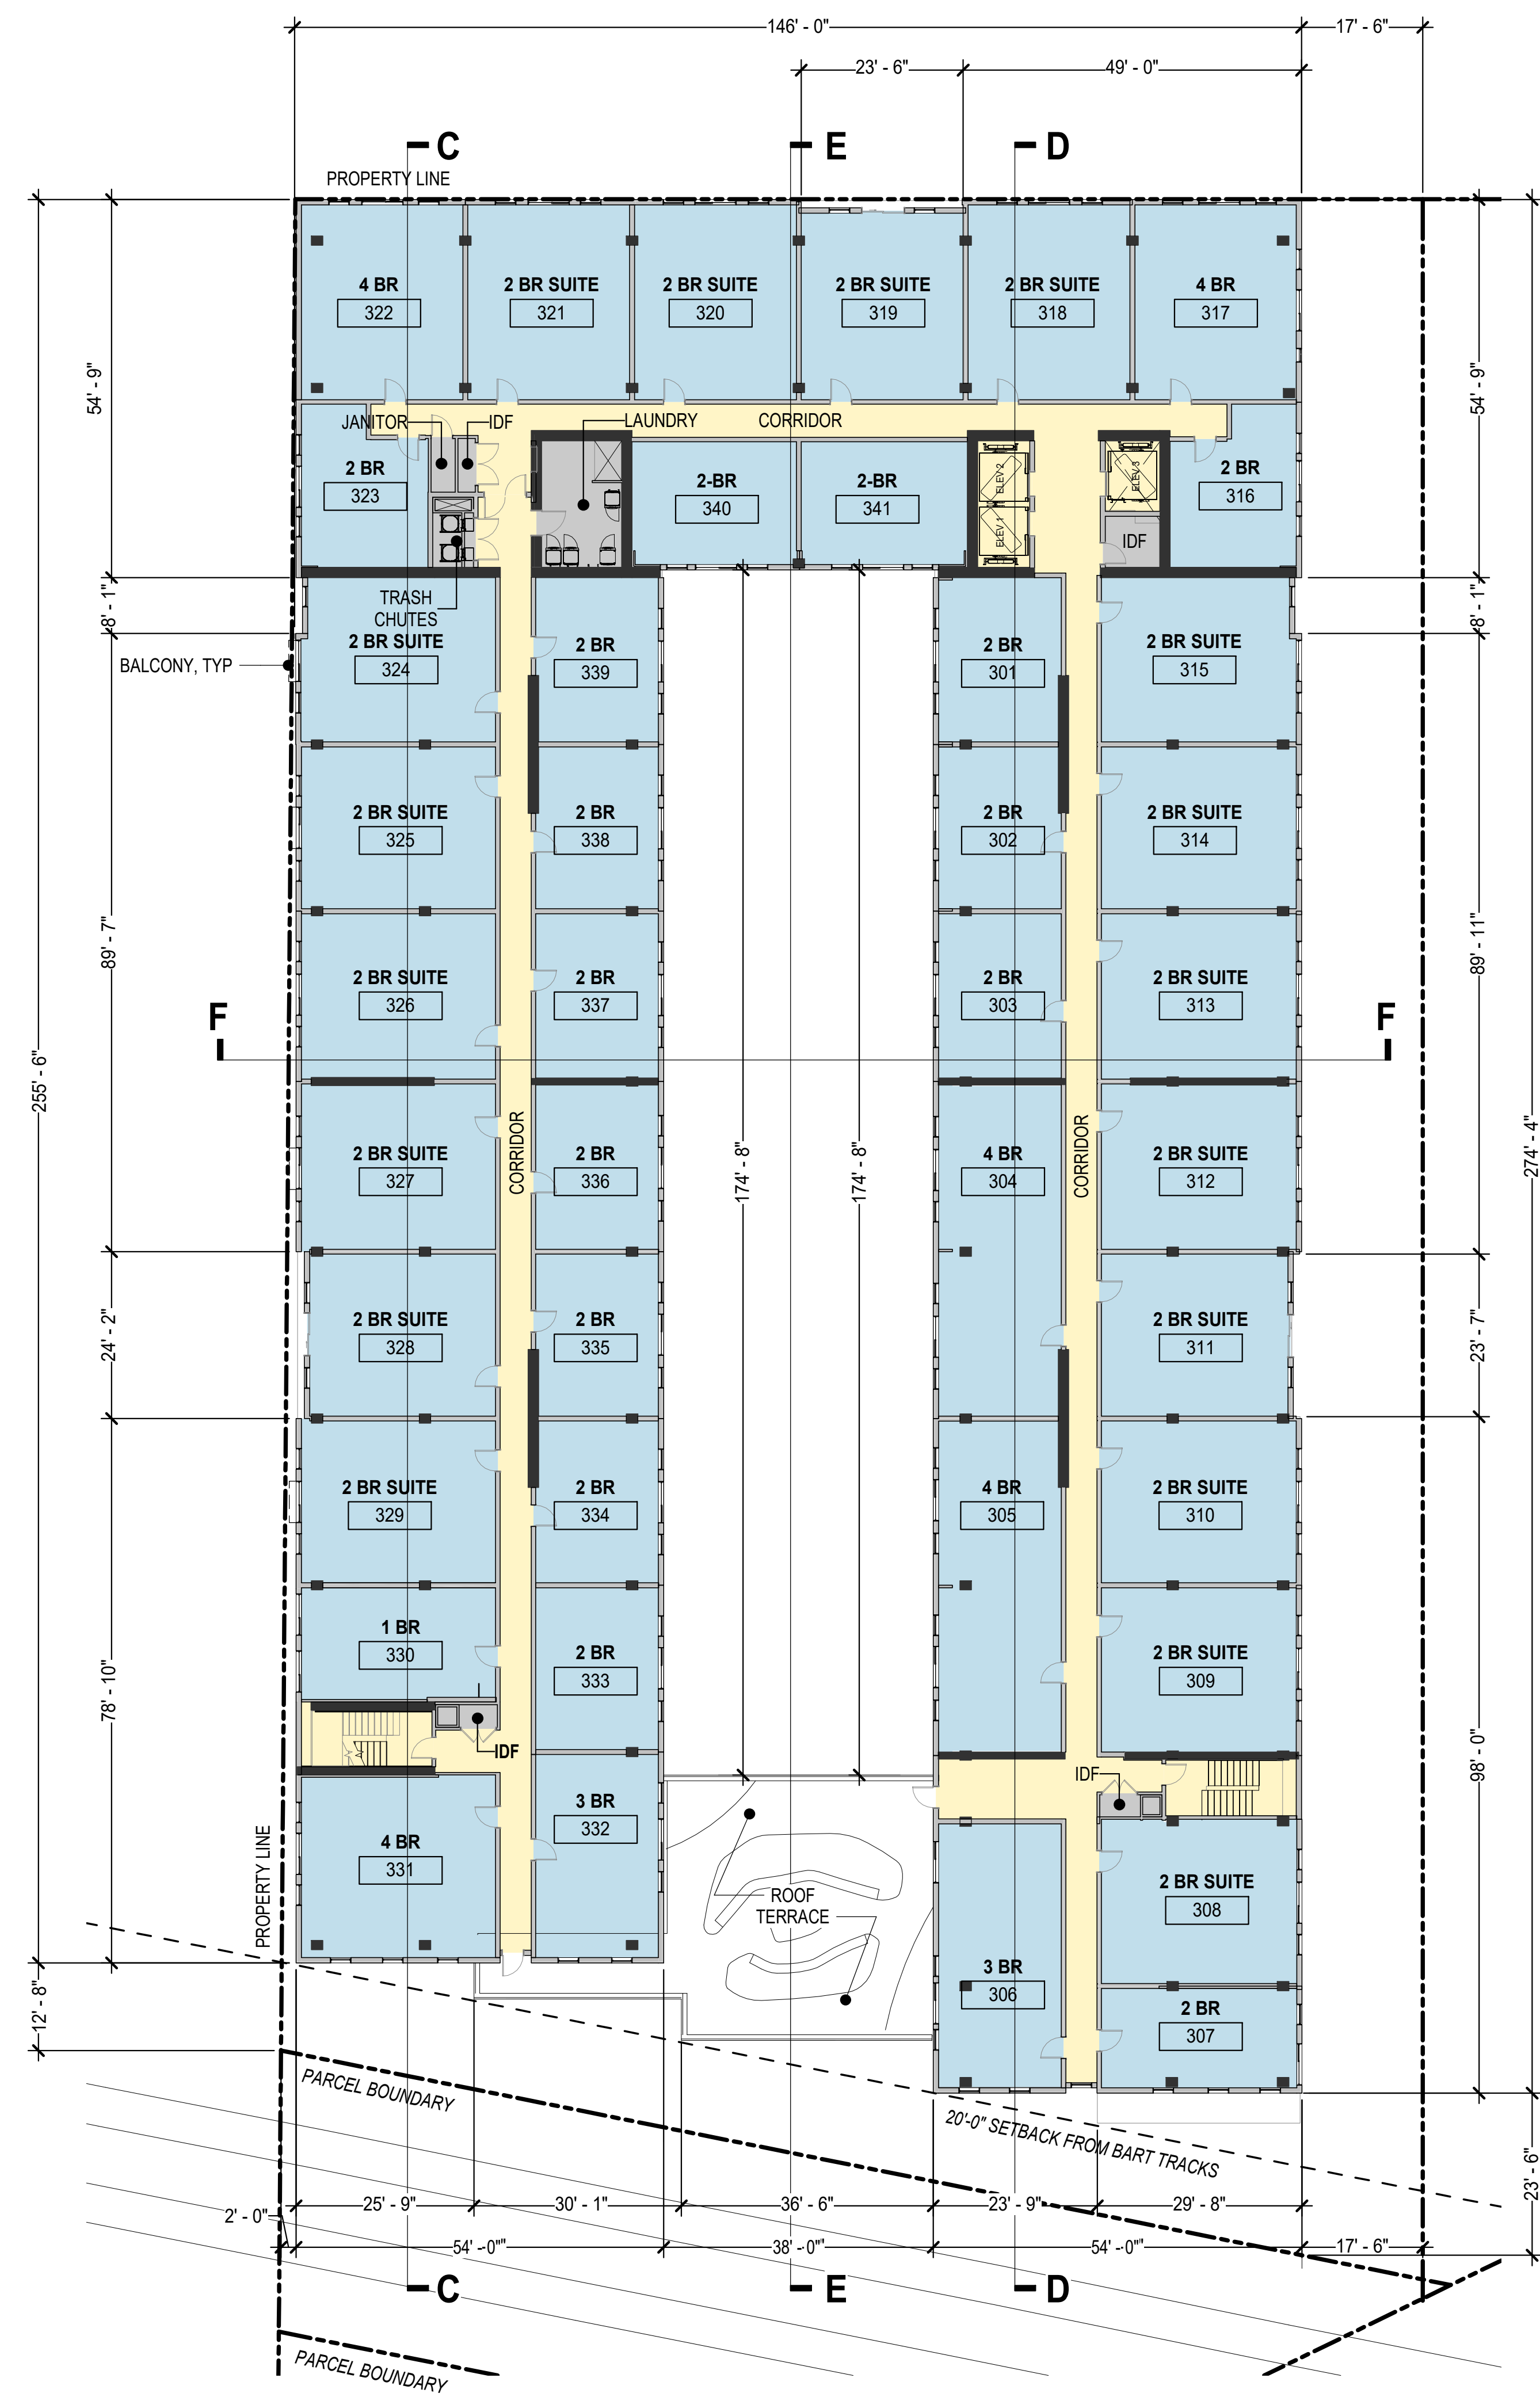 146' - 0"
17' - 6"
23' - 6"
49' - 0"
C
E
D
PROPERTY LINE
4 BR
322
2 BR SUITE
321
2 BR SUITE
320
2 BR SUITE
319
2 BR SUITE
318
4 BR
317
54' - 9"
54' - 9"
JANITOR
IDF
LAUNDRY
CORRIDOR
2 BR
323
2-BR
340
2-BR
341
ELEV 2
ELEV 1
ELEV 3
IDF
2 BR
316
8' - 1"
8' - 1"
TRASH
CHUTES
BALCONY, TYP
2 BR SUITE
324
2 BR
339
2 BR
301
2 BR SUITE
315
2 BR SUITE
325
2 BR
338
2 BR
302
2 BR SUITE
314
89' - 7"
89' - 11"
2 BR SUITE
326
2 BR
337
2 BR
303
2 BR SUITE
313
F
F
255' - 6"
274' - 4"
2 BR SUITE
327
CORRIDOR
2 BR
336
174' - 8"
174' - 8"
4 BR
304
CORRIDOR
2 BR SUITE
312
24' - 2"
23' - 7"
2 BR SUITE
328
2 BR
335
2 BR SUITE
311
2 BR SUITE
329
2 BR
334
4 BR
305
2 BR SUITE
310
1 BR
330
2 BR
333
2 BR SUITE
309
78' - 10"
98' - 0"
IDF
IDF
3 BR
332
4 BR
331
PROPERTY LINE
ROOF
TERRACE
2 BR SUITE
308
3 BR
306
2 BR
307
12' - 8"
PARCEL BOUNDARY
20'-0" SETBACK FROM BART TRACKS
23' - 6"
2' - 0"
25' - 9"
30' - 1"
36' - 6"
23' - 9"
29' - 8"
54' - 0"
38' - 0"
54' - 0"
17' - 6"
C
E
D
PARCEL BOUNDARY